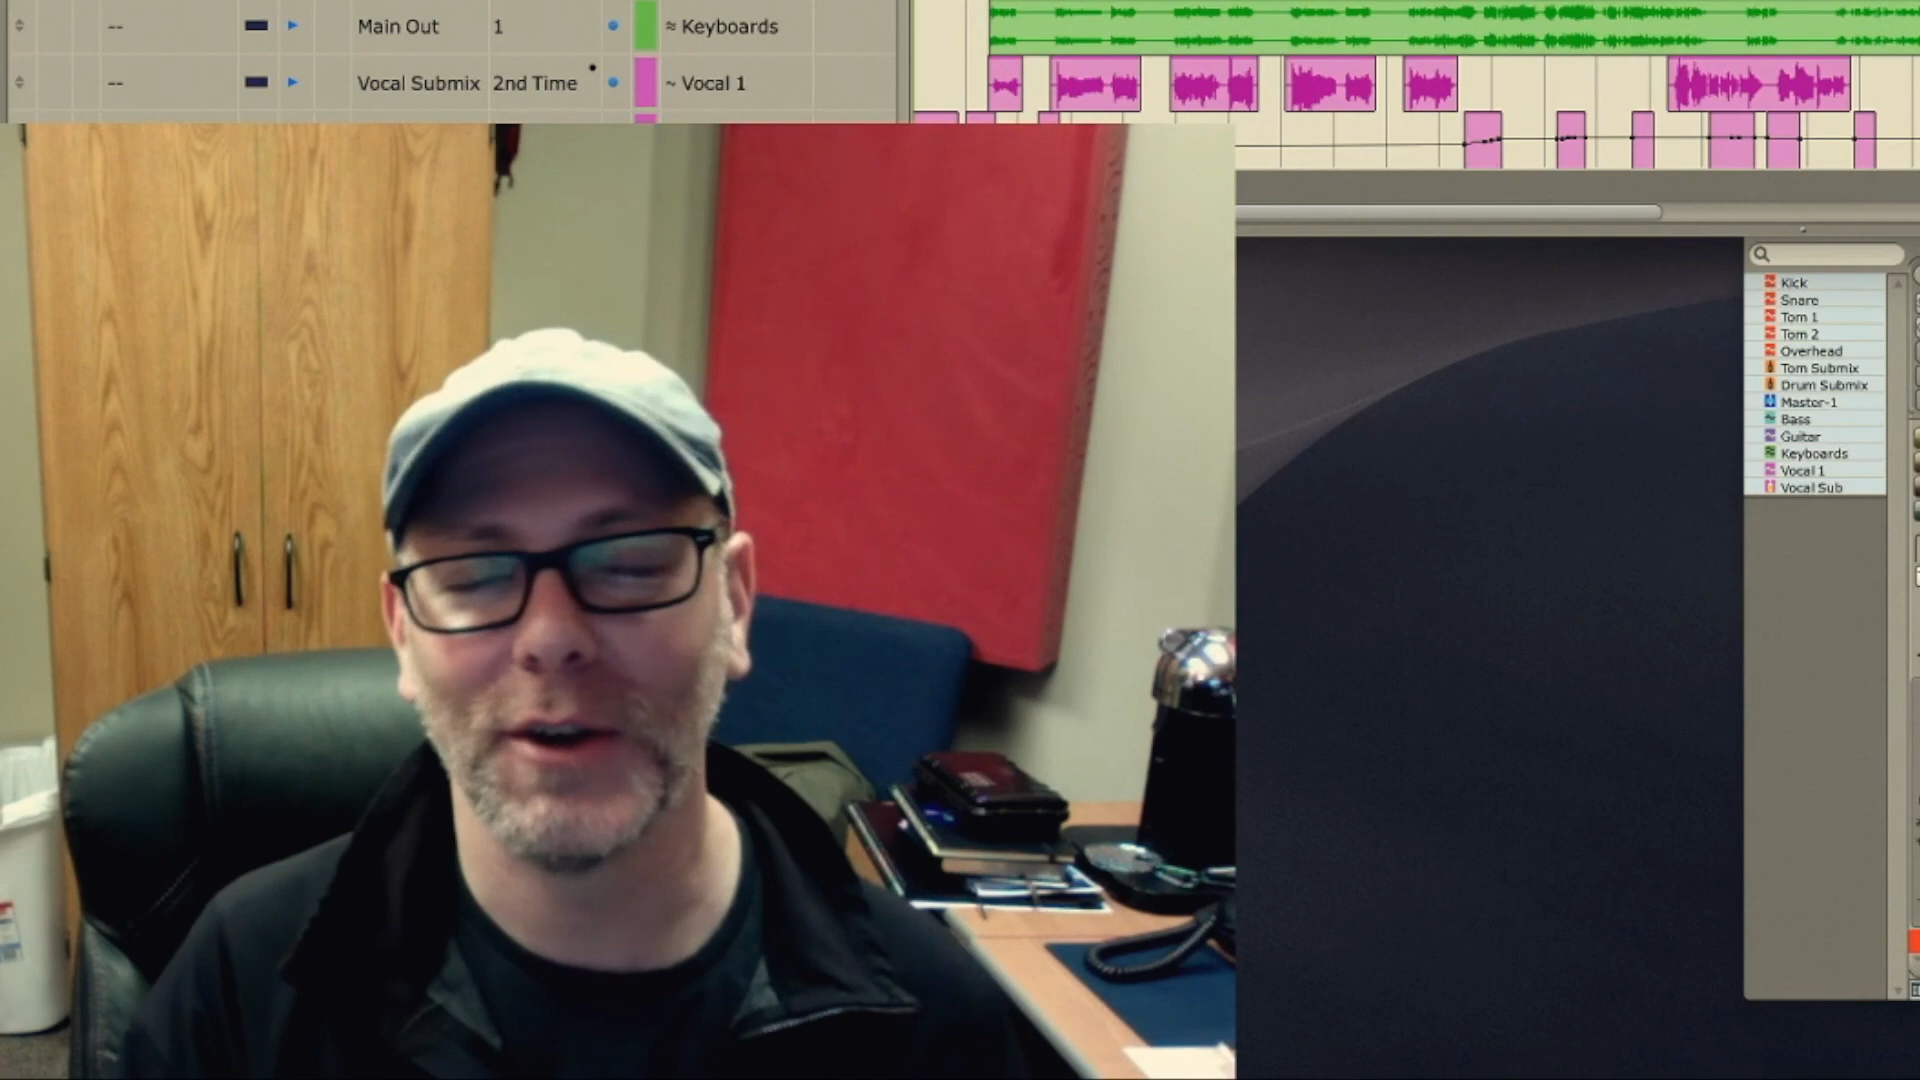 -- Main Out 1 ≈ Keyboards
-- Vocal Submix 2nd Time ~ Vocal 1
Kick
Snare
Tom 1
Tom 2
Overhead
Tom Submix
Drum Submix
Master-1
Bass
Guitar
Keyboards
Vocal 1
Vocal Sub